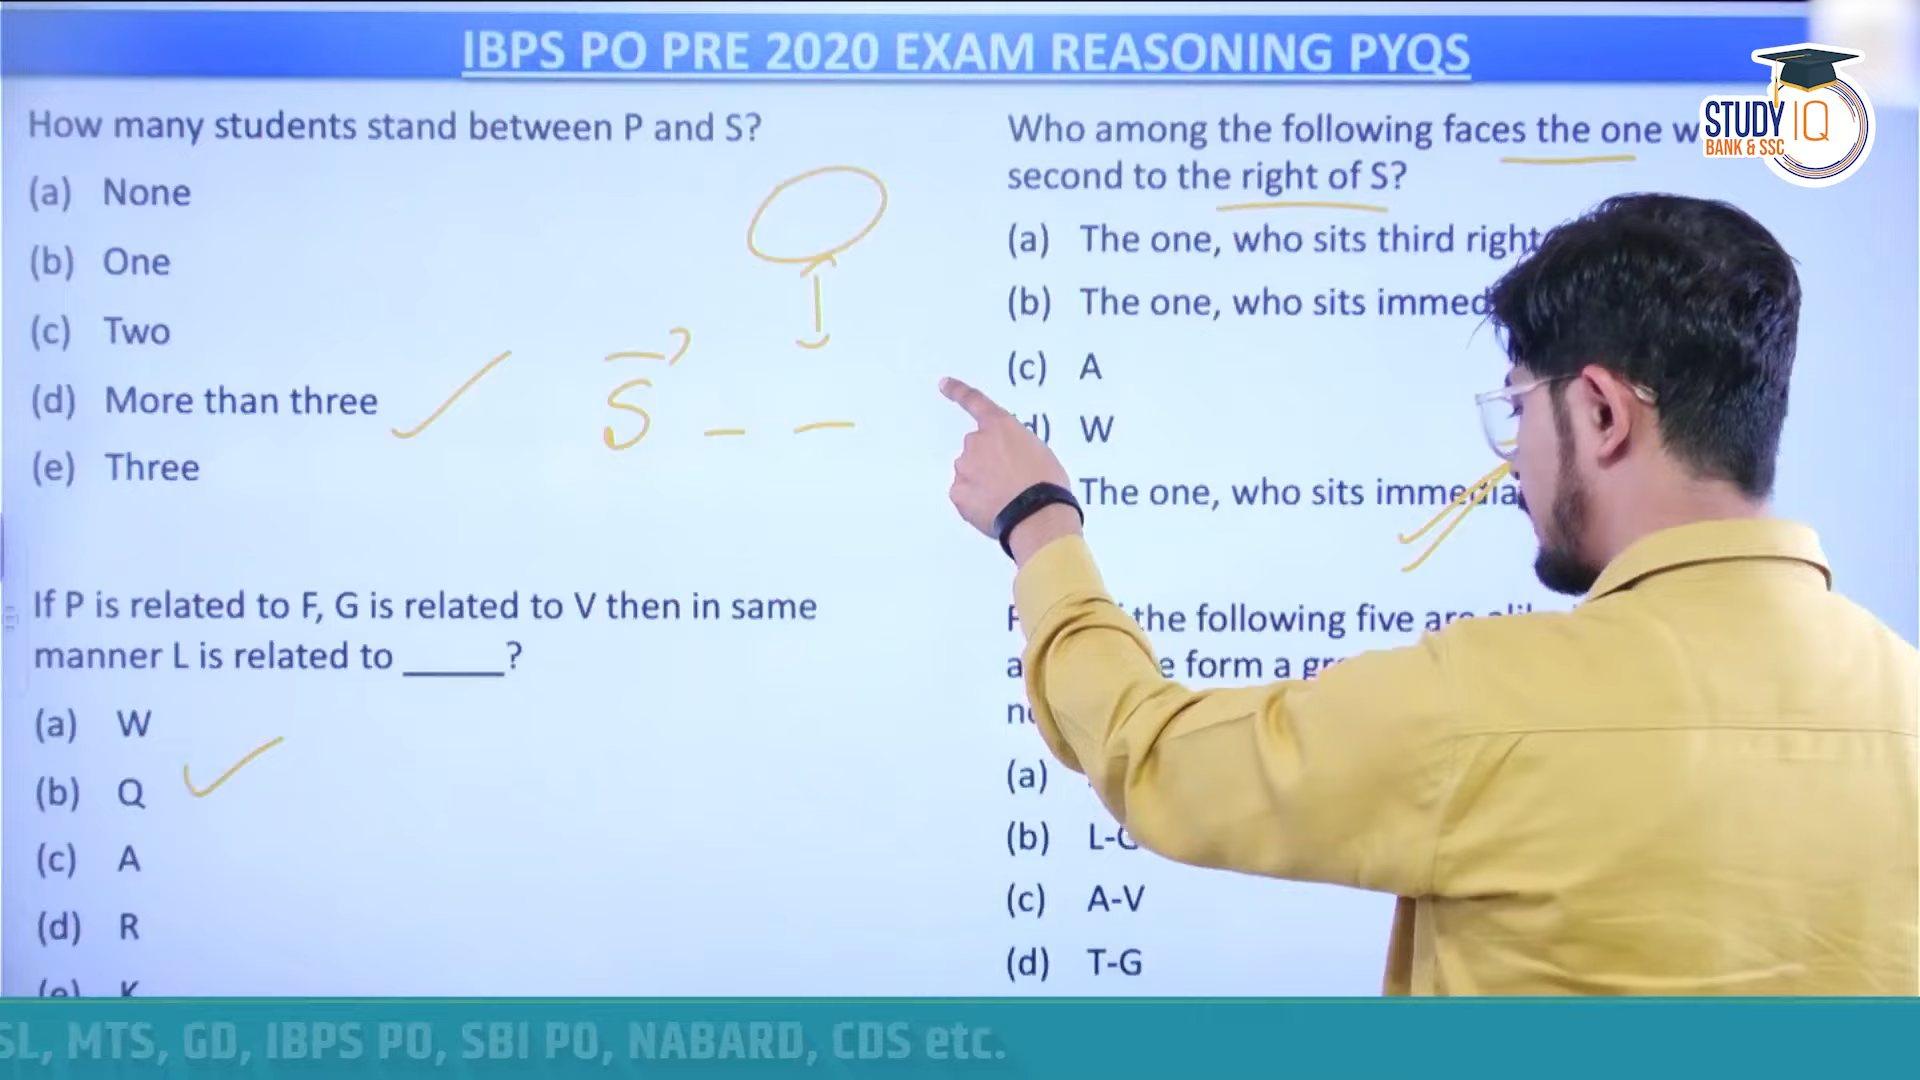 IBPS PO PRE 2020 EXAM REASONING PYQS
STUDY IQ
BANK & SSC
How many students stand between P and S?
(a) None
(b) One
(c) Two
(d) More than three
(e) Three
S
If P is related to F, G is related to V then in same
manner L is related to ______?
(a) W
(b) Q
(c) A
(d) R
(e) K
Who among the following faces the one
second to the right of S?
(a) The one, who sits third right
(b) The one, who sits
(c) A
(d) W
The one, who sits
the following five are
form a
(a)
(b)
(c) A-V
(d) T-G
MTS, GD, IBPS PO, SBI PO, NABARD, CDS etc.